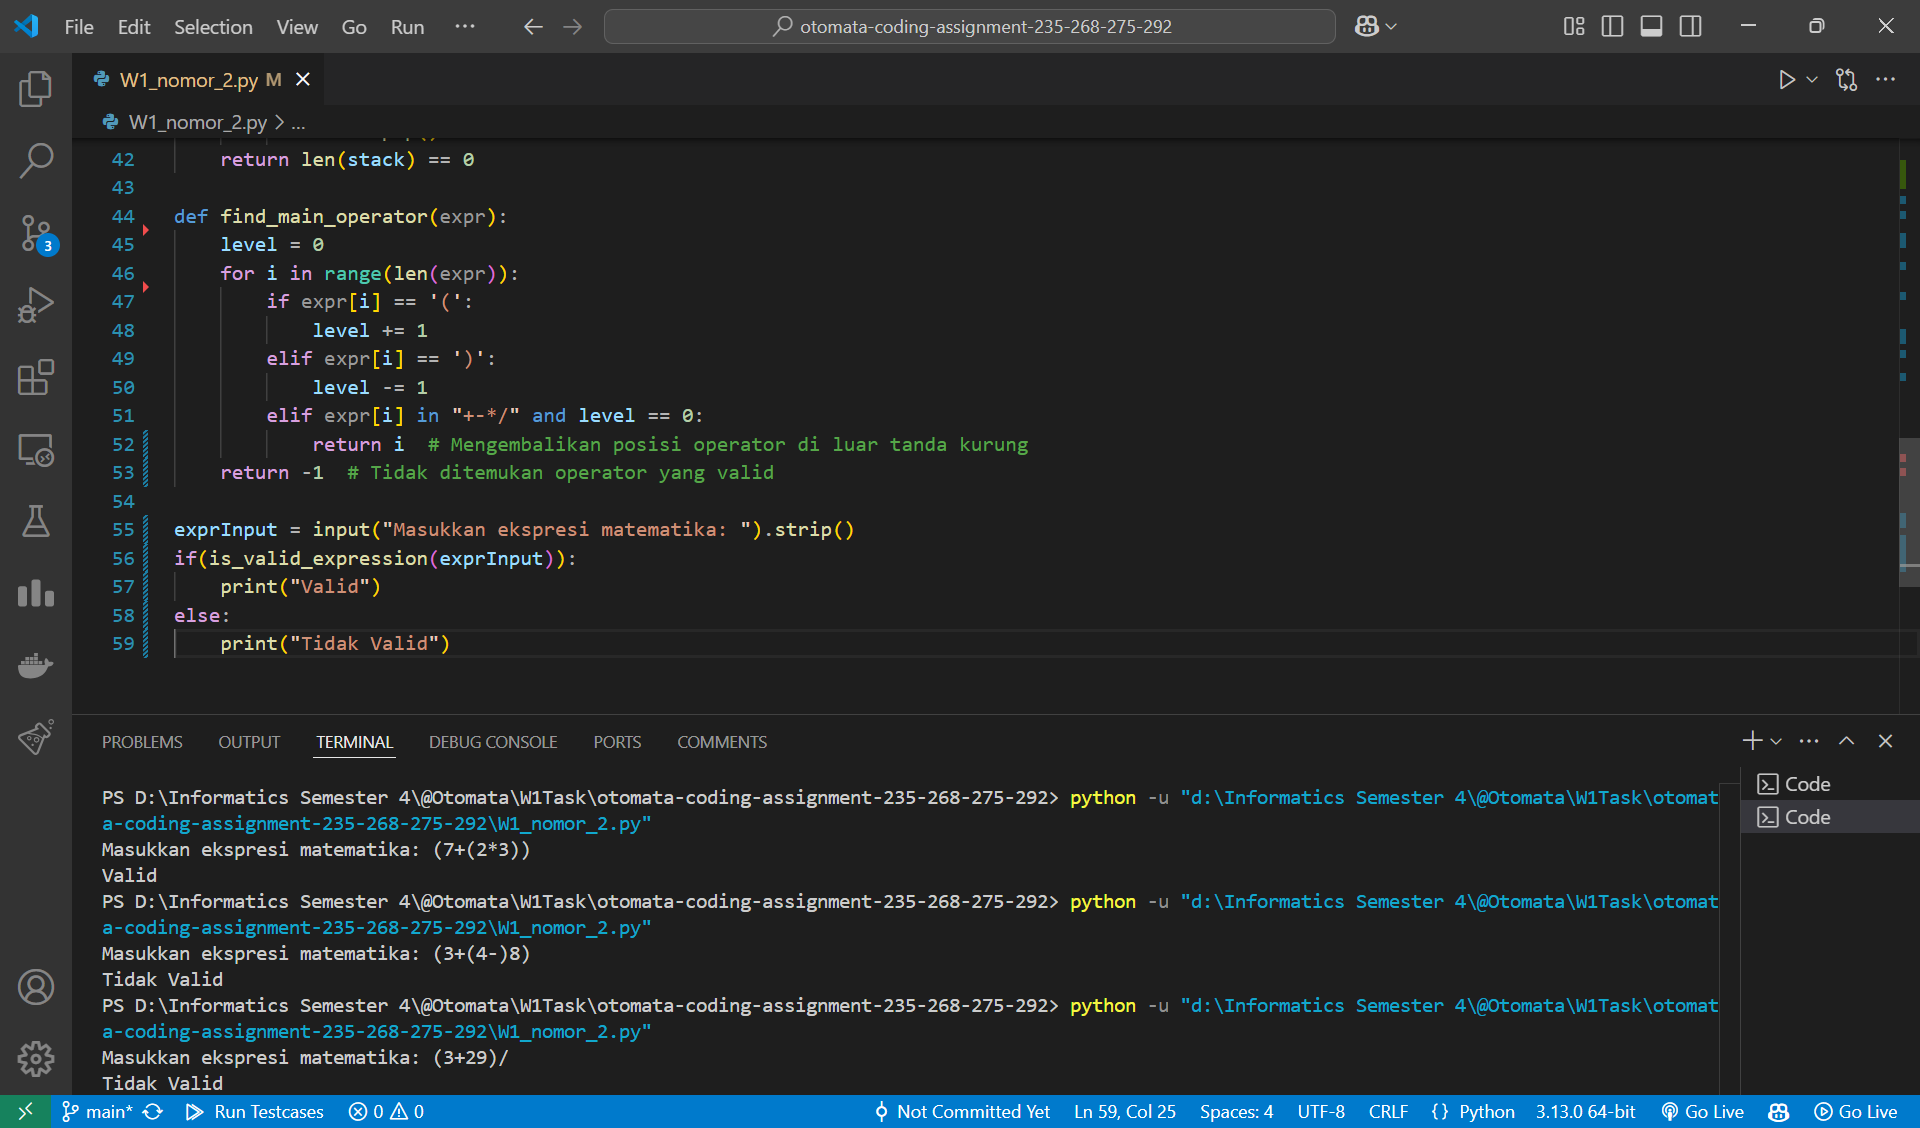 File Edit Selection View Go Run ··· otomata-coding-assignment-235-268-275-292
W1_nomor_2.py M
W1_nomor_2.py > ...
42 return len(stack) == 0
43
44 def find_main_operator(expr):
45 level = 0
46 for i in range(len(expr)):
47 if expr[i] == '(':
48 level += 1
49 elif expr[i] == ')':
50 level -= 1
51 elif expr[i] in "+-*/" and level == 0:
52 return i # Mengembalikan posisi operator di luar tanda kurung
53 return -1 # Tidak ditemukan operator yang valid
54
55 exprInput = input("Masukkan ekspresi matematika: ").strip()
56 if(is_valid_expression(exprInput)):
57 print("Valid")
58 else:
59 print("Tidak Valid")
3
PROBLEMS OUTPUT TERMINAL DEBUG CONSOLE PORTS COMMENTS
Code
Code
PS D:\Informatics Semester 4\@Otomata\W1Task\otomata-coding-assignment-235-268-275-292> python -u "d:\Informatics Semester 4\@Otomata\W1Task\otomat
a-coding-assignment-235-268-275-292\W1_nomor_2.py"
Masukkan ekspresi matematika: (7+(2*3))
Valid
PS D:\Informatics Semester 4\@Otomata\W1Task\otomata-coding-assignment-235-268-275-292> python -u "d:\Informatics Semester 4\@Otomata\W1Task\otomat
a-coding-assignment-235-268-275-292\W1_nomor_2.py"
Masukkan ekspresi matematika: (3+(4-)8)
Tidak Valid
PS D:\Informatics Semester 4\@Otomata\W1Task\otomata-coding-assignment-235-268-275-292> python -u "d:\Informatics Semester 4\@Otomata\W1Task\otomat
a-coding-assignment-235-268-275-292\W1_nomor_2.py"
Masukkan ekspresi matematika: (3+29)/
Tidak Valid
main* Run Testcases 0 0 Not Committed Yet Ln 59, Col 25 Spaces: 4 UTF-8 CRLF {} Python 3.13.0 64-bit Go Live Go Live